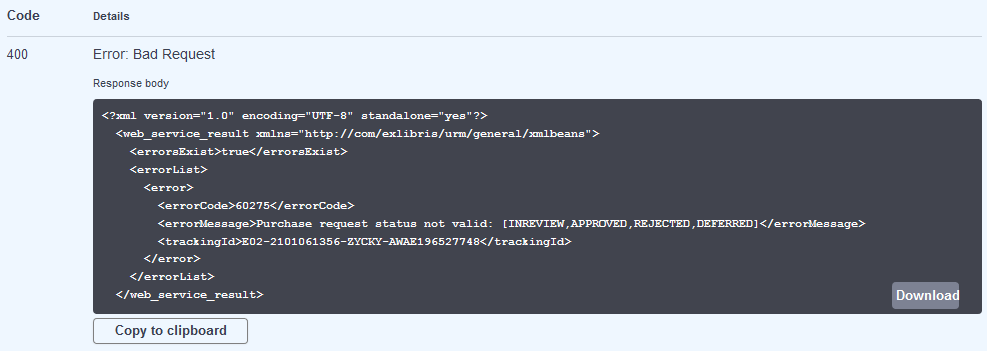 Code Details
400 Error: Bad Request
Response body
<?xml version="1.0" encoding="UTF-8" standalone="yes"?>
<web_service_result xmlns="http://com/exlibris/urm/general/xmlbeans">
<errorsExist>true</errorsExist>
<errorList>
<error>
<errorCode>60275</errorCode>
<errorMessage>Purchase request status not valid: [INREVIEW,APPROVED,REJECTED,DEFERRED]</errorMessage>
<trackingId>E02-2101061356-ZYCKY-AWAE196527748</trackingId>
</error>
</errorList>
</web_service_result>
Download
Copy to clipboard